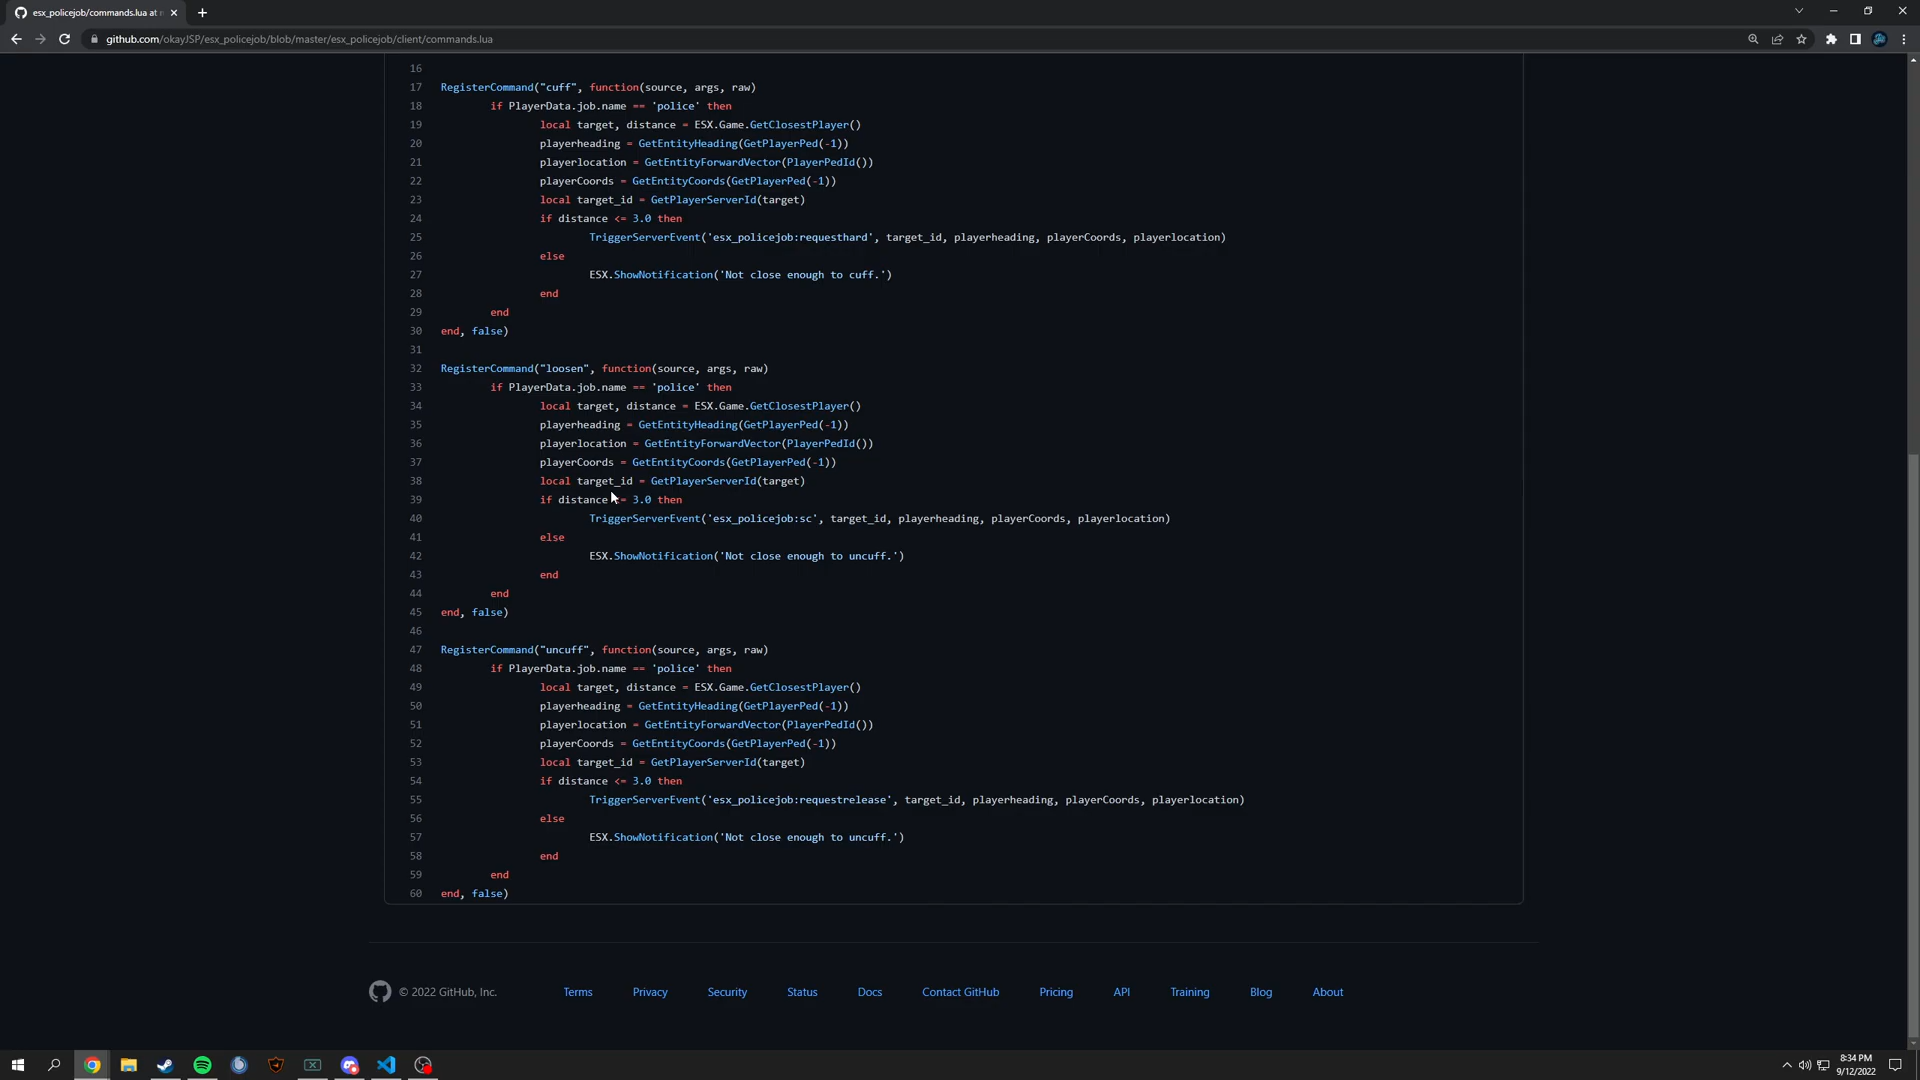 esx_policejob/commands.lua at
github.com/okayJSP/esx_policejob/blob/master/esx_policejob/client/commands.lua
16
17 RegisterCommand("cuff", function(source, args, raw)
18 if PlayerData.job.name == 'police' then
19 local target, distance = ESX.Game.GetClosestPlayer()
20 playerheading = GetEntityHeading(GetPlayerPed(-1))
21 playerlocation = GetEntityForwardVector(PlayerPedId())
22 playerCoords = GetEntityCoords(GetPlayerPed(-1))
23 local target_id = GetPlayerServerId(target)
24 if distance <= 3.0 then
25 TriggerServerEvent('esx_policejob:requesthard', target_id, playerheading, playerCoords, playerlocation)
26 else
27 ESX.ShowNotification('Not close enough to cuff.')
28 end
29 end
30 end, false)
31
32 RegisterCommand("loosen", function(source, args, raw)
33 if PlayerData.job.name == 'police' then
34 local target, distance = ESX.Game.GetClosestPlayer()
35 playerheading = GetEntityHeading(GetPlayerPed(-1))
36 playerlocation = GetEntityForwardVector(PlayerPedId())
37 playerCoords = GetEntityCoords(GetPlayerPed(-1))
38 local target_id = GetPlayerServerId(target)
39 if distance <= 3.0 then
40 TriggerServerEvent('esx_policejob:sc', target_id, playerheading, playerCoords, playerlocation)
41 else
42 ESX.ShowNotification('Not close enough to uncuff.')
43 end
44 end
45 end, false)
46
47 RegisterCommand("uncuff", function(source, args, raw)
48 if PlayerData.job.name == 'police' then
49 local target, distance = ESX.Game.GetClosestPlayer()
50 playerheading = GetEntityHeading(GetPlayerPed(-1))
51 playerlocation = GetEntityForwardVector(PlayerPedId())
52 playerCoords = GetEntityCoords(GetPlayerPed(-1))
53 local target_id = GetPlayerServerId(target)
54 if distance <= 3.0 then
55 TriggerServerEvent('esx_policejob:requestrelease', target_id, playerheading, playerCoords, playerlocation)
56 else
57 ESX.ShowNotification('Not close enough to uncuff.')
58 end
59 end
60 end, false)
© 2022 GitHub, Inc. Terms Privacy Security Status Docs Contact GitHub Pricing API Training Blog About
8:34 PM
9/12/2022